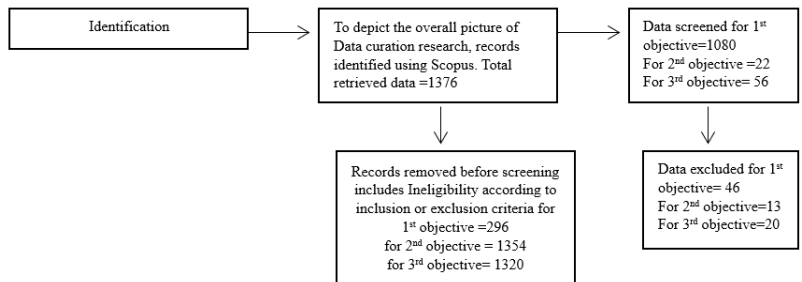 Identification
To depict the overall picture of
Data curation research, records
identified using Scopus. Total
retrieved data =1376
Data screened for 1st
objective=1080
For 2nd objective =22
For 3rd objective= 56
Records removed before screening
includes Ineligibility according to
inclusion or exclusion criteria for
1st objective =296
for 2nd objective = 1354
for 3rd objective= 1320
Data excluded for 1st
objective= 46
For 2nd objective=13
For 3rd objective=20